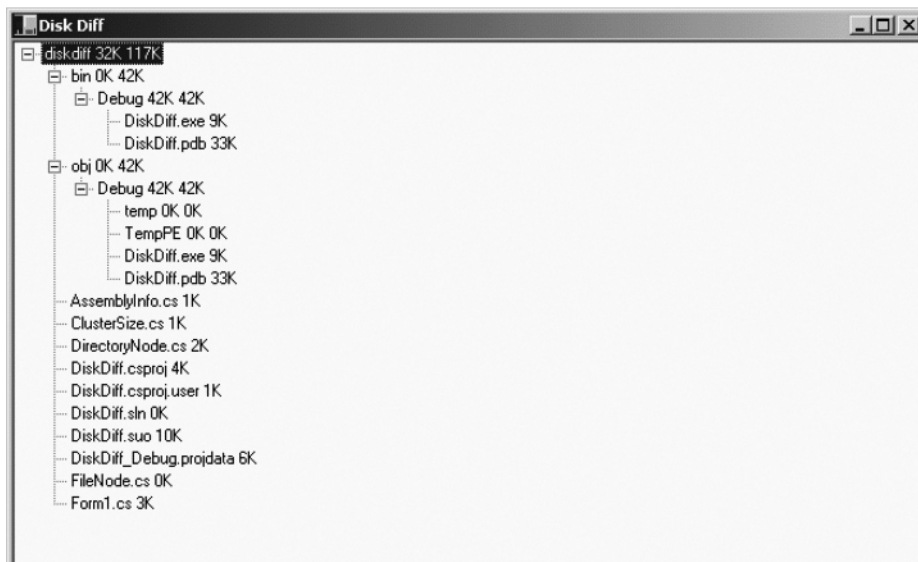 Disk Diff
diskdiff 32K 117K
bin 0K 42K
Debug 42K 42K
DiskDiff.exe 9K
DiskDiff.pdb 33K
obj 0K 42K
Debug 42K 42K
temp 0K 0K
TempPE 0K 0K
DiskDiff.exe 9K
DiskDiff.pdb 33K
AssemblyInfo.cs 1K
ClusterSize.cs 1K
DirectoryNode.cs 2K
DiskDiff.csproj 4K
DiskDiff.csproj.user 1K
DiskDiff.sln 0K
DiskDiff.suo 10K
DiskDiff_Debug.projdata 6K
FileNode.cs 0K
Form1.cs 3K